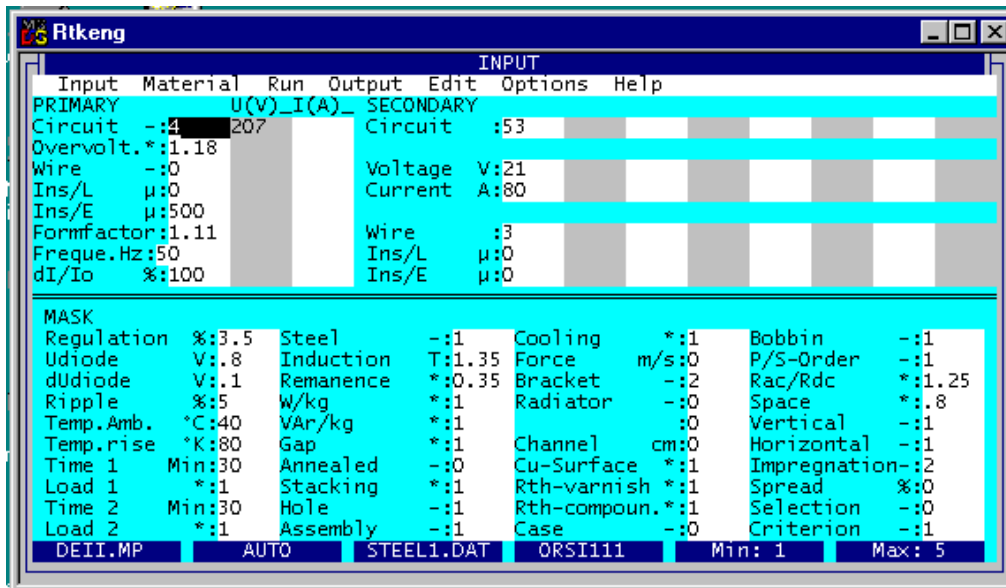 Rtkeng
INPUT
Input Material Run Output Edit Options Help
PRIMARY U(V)_I(A)_ SECONDARY
Circuit -:4 207 Circuit :53
Overvolt.*:1.18
Wire -:0 Voltage V:21
Ins/L µ:0 Current A:80
Ins/E µ:500
Formfactor:1.11 Wire :3
Freque.Hz:50 Ins/L µ:0
dI/Io %:100 Ins/E µ:0
MASK
Regulation %:3.5 Steel -:1 Cooling *:1 Bobbin -:1
Udiode V:.8 Induction T:1.35 Force m/s:0 P/S-Order -:1
dUdiode V:.1 Remanence *:0.35 Bracket -:2 Rac/Rdc *:1.25
Ripple %:5 W/kg *:1 Radiator -:0 Space *:.8
Temp.Amb. °C:40 VAr/kg *:1 :0 Vertical -:1
Temp.rise °K:80 Gap *:1 Channel cm:0 Horizontal -:1
Time 1 Min:30 Annealed -:0 Cu-Surface *:1 Impregnation-:2
Load 1 *:1 Stacking *:1 Rth-varnish *:1 Spread %:0
Time 2 Min:30 Hole -:1 Rth-compoun.*:1 Selection -:0
Load 2 *:1 Assembly -:1 Case -:0 Criterion -:1
DEII.MP AUTO STEEL1.DAT ORSI111 Min: 1 Max: 5